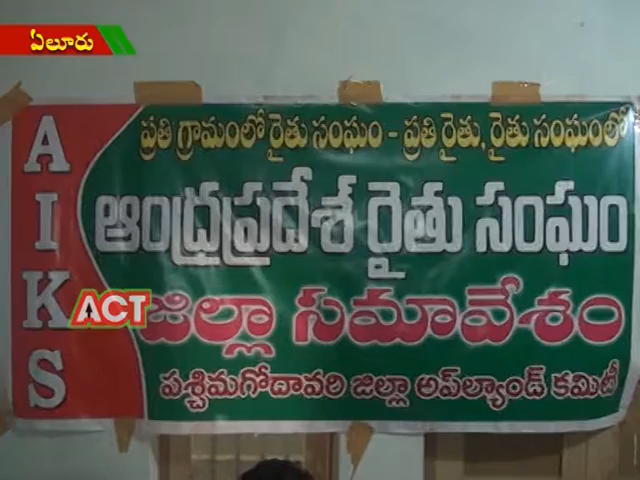 ఏలూరు
ప్రతి గ్రామంలో రైతు సంఘం - ప్రతి రైతు, రైతు సంఘంలో
AIKS
ఆంధ్రప్రదేశ్ రైతు సంఘం
ACT
జిల్లా సమావేశం
పశ్చిమగోదావరి జిల్లా అప్‌ల్యాండ్ కమిటీ